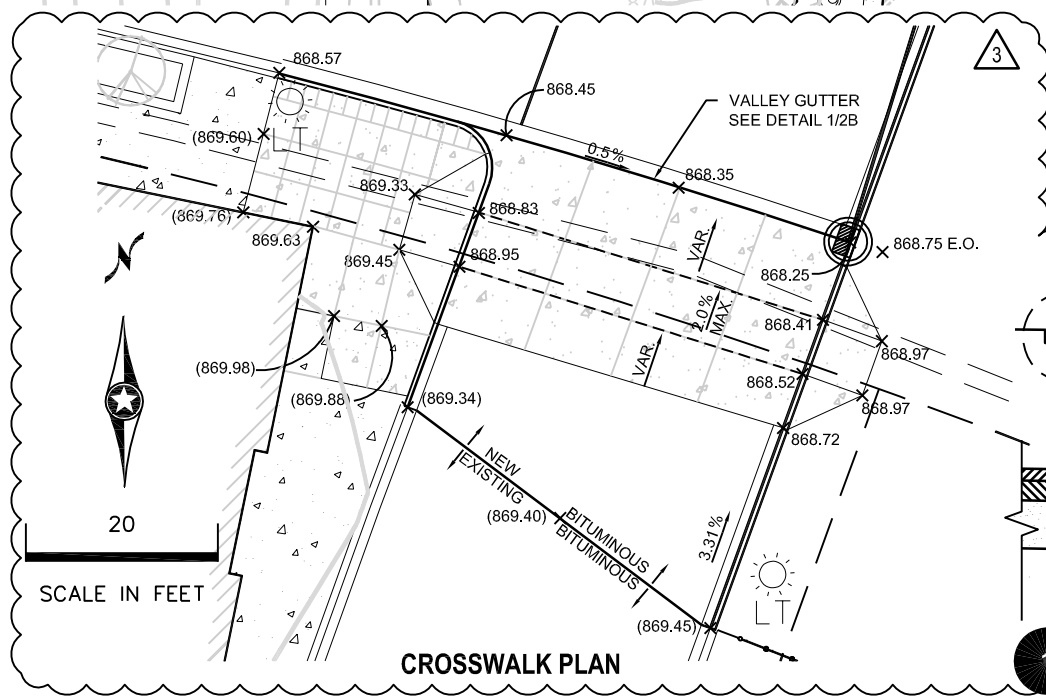 868.57
3
868.45
VALLEY GUTTER
SEE DETAIL 1/2B
(869.60)
LT
0.5%
868.35
869.33
(869.76)
868.83
869.63
868.75 E.O.
VAR.
869.45
868.95
868.25
2.0%
MAX.
868.41
VAR.
868.97
(869.98)
868.52
(869.88)
(869.34)
868.97
868.72
NEW
EXISTING
(869.40)
BITUMINOUS
BITUMINOUS
3.31%
N
20
SCALE IN FEET
LT
(869.45)
CROSSWALK PLAN